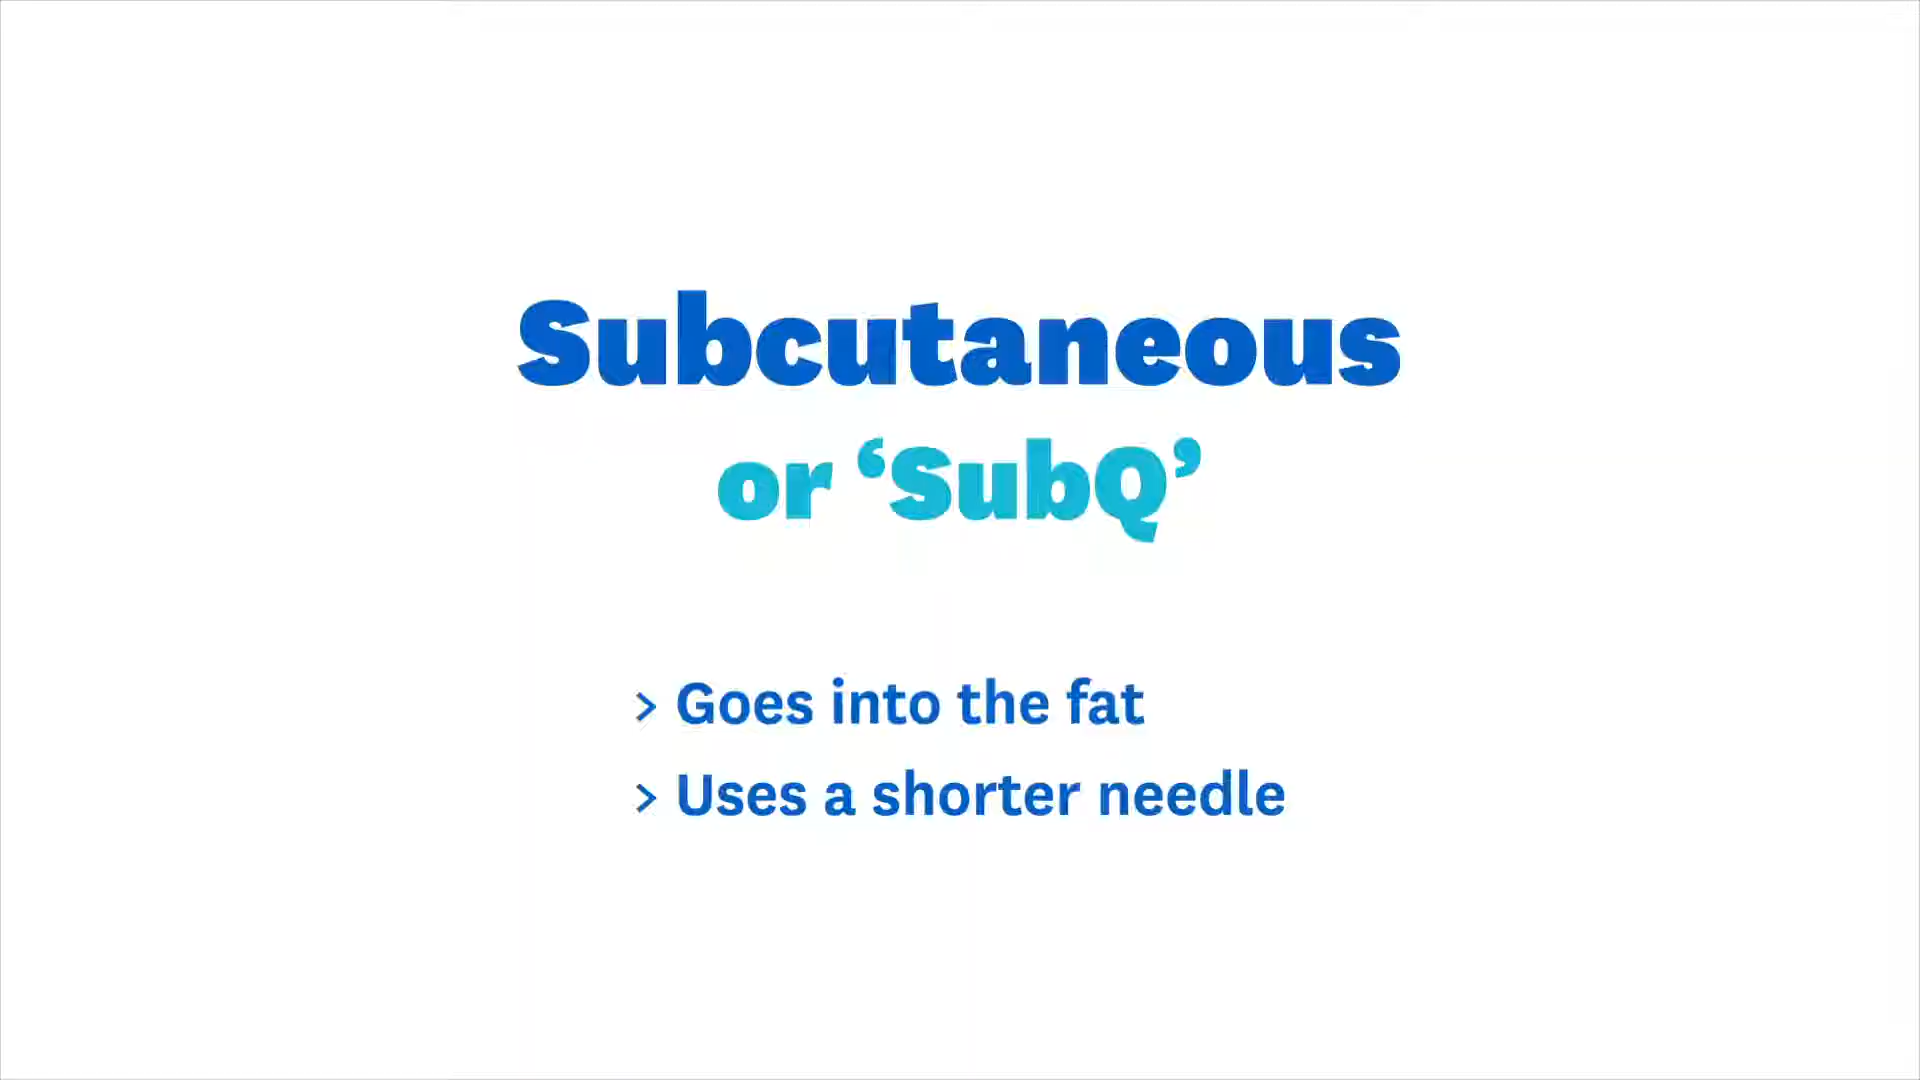 Subcutaneous
or ‘SubQ’
> Goes into the fat
> Uses a shorter needle